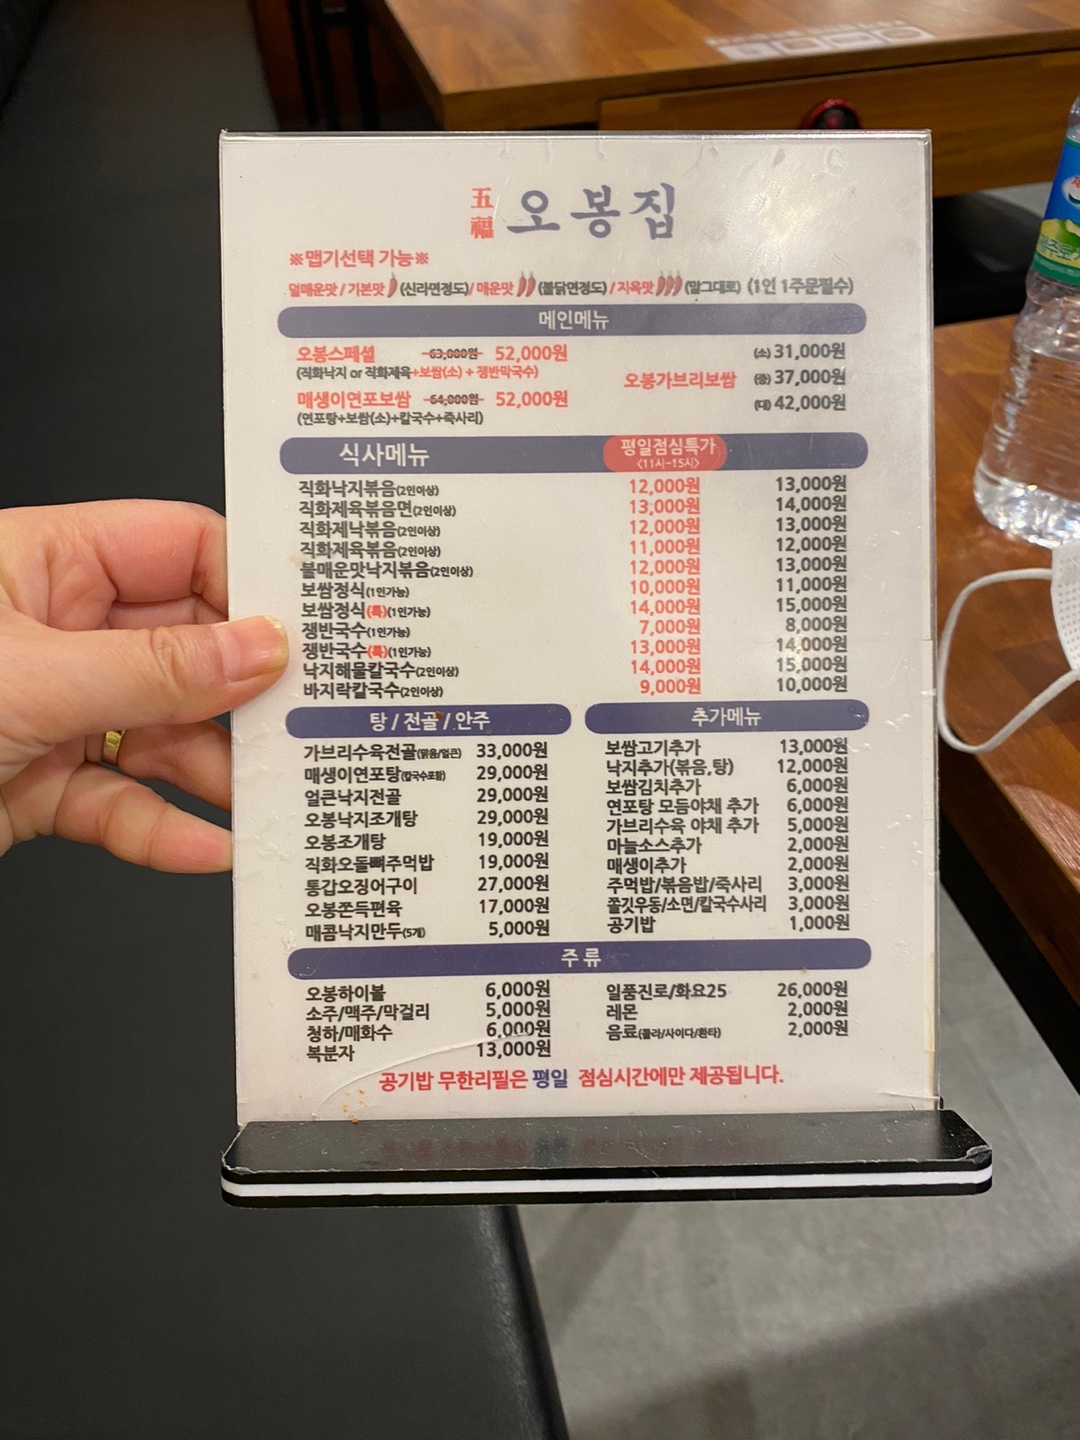 五福 오봉집
※맵기선택 가능※
덜매운맛 / 기본맛 (신라면정도)/ 매운맛 (불닭면정도) / 지옥맛 (말그대로) (1인 1주문필수)
메인메뉴
오봉스페셜 63,000원 52,000원
(직화낙지 or 직화제육+보쌈(소) + 쟁반막국수)
매생이연포보쌈 64,000원 52,000원
(연포탕+보쌈(소)+칼국수+죽사리)
오봉가브리보쌈
(소) 31,000원
(중) 37,000원
(대) 42,000원
식사메뉴 평일점심특가
<11시~15시>
직화낙지볶음(2인이상) 12,000원 13,000원
직화제육볶음면(2인이상) 13,000원 14,000원
직화제낙볶음(2인이상) 12,000원 13,000원
직화제육볶음(2인이상) 11,000원 12,000원
불매운맛낙지볶음(2인이상) 12,000원 13,000원
보쌈정식(1인가능) 10,000원 11,000원
보쌈정식(특)(1인가능) 14,000원 15,000원
쟁반국수(1인가능) 7,000원 8,000원
쟁반국수(특)(1인가능) 13,000원 14,000원
낙지해물칼국수(2인이상) 14,000원 15,000원
바지락칼국수(2인이상) 9,000원 10,000원
탕 / 전골 / 안주
가브리수육전골(맑음/얼큰) 33,000원
매생이연포탕(칼국수포함) 29,000원
얼큰낙지전골 29,000원
오봉낙지조개탕 29,000원
오봉조개탕 19,000원
직화오돌뼈주먹밥 19,000원
통갑오징어구이 27,000원
오봉쫀득편육 17,000원
매콤낙지만두(5개) 5,000원
추가메뉴
보쌈고기추가 13,000원
낙지추가(볶음,탕) 12,000원
보쌈김치추가 6,000원
연포탕 모듬야채 추가 6,000원
가브리수육 야채 추가 5,000원
마늘소스추가 2,000원
매생이추가 2,000원
주먹밥/볶음밥/죽사리 3,000원
쫄깃우동/소면/칼국수사리 3,000원
공기밥 1,000원
주 류
오봉하이볼 6,000원
소주/맥주/막걸리 5,000원
청하/매화수 6,000원
복분자 13,000원
일품진로/화요25 26,000원
레몬 2,000원
음료(콜라/사이다/환타) 2,000원
공기밥 무한리필은 평일 점심시간에만 제공됩니다.